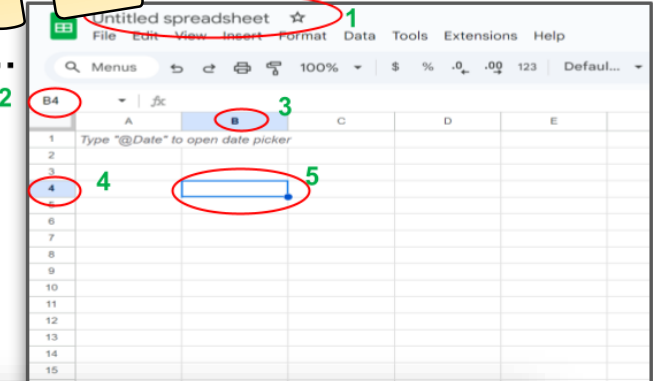 Untitled spreadsheet ☆ 1
File Edit View Insert Format Data Tools Extensions Help
...
Menus 100% $ % .0 .00 123 Defaul...
2 B4 fx 3
A B C D E
1 Type "@Date" to open date picker
2
3
4 4 5
5
6
7
8
9
10
11
12
13
14
15